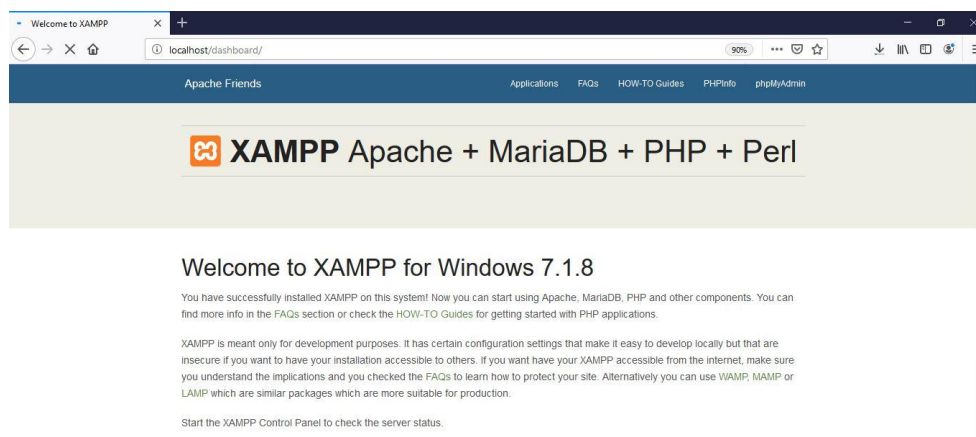 Welcome to XAMPP
localhost/dashboard/
90%
Apache Friends
Applications FAQs HOW-TO Guides PHPInfo phpMyAdmin
XAMPP Apache + MariaDB + PHP + Perl
Welcome to XAMPP for Windows 7.1.8
You have successfully installed XAMPP on this system! Now you can start using Apache, MariaDB, PHP and other components. You can
find more info in the FAQs section or check the HOW-TO Guides for getting started with PHP applications.
XAMPP is meant only for development purposes. It has certain configuration settings that make it easy to develop locally but that are
insecure if you want to have your installation accessible to others. If you want have your XAMPP accessible from the internet, make sure
you understand the implications and you checked the FAQs to learn how to protect your site. Alternatively you can use WAMP, MAMP or
LAMP which are similar packages which are more suitable for production.
Start the XAMPP Control Panel to check the server status.